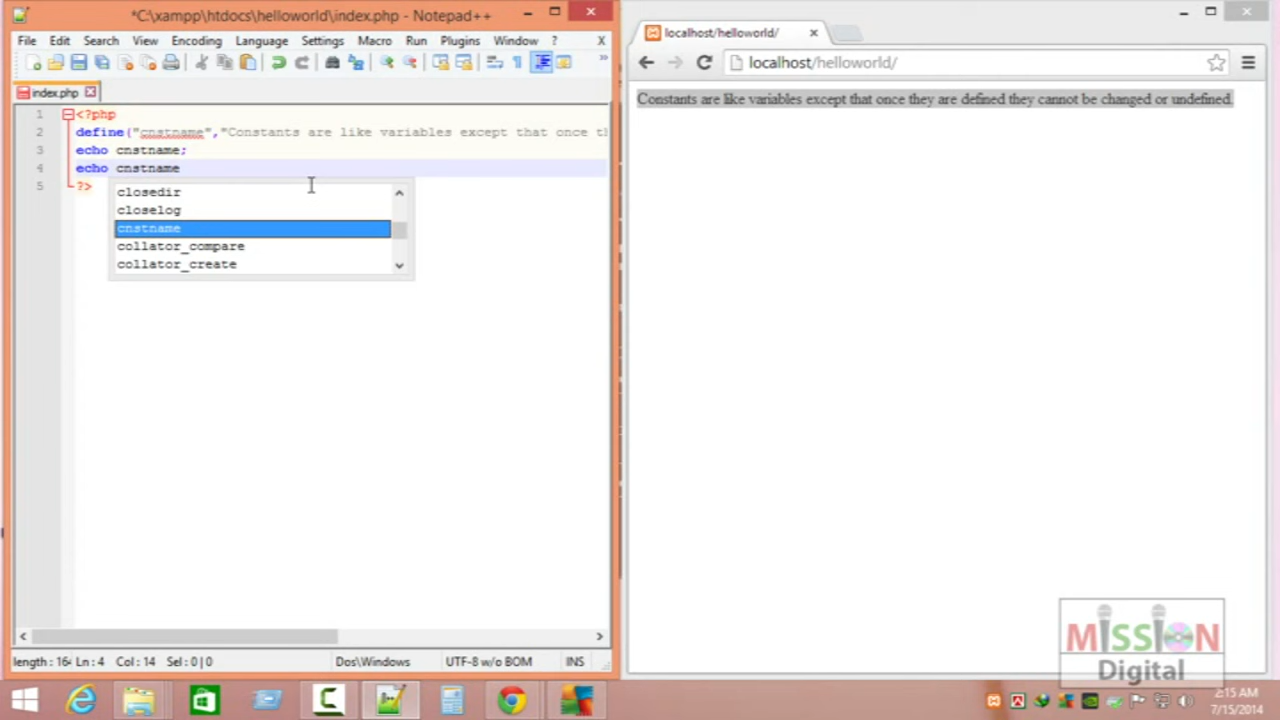 *C:\xampp\htdocs\helloworld\index.php - Notepad++
File Edit Search View Encoding Language Settings Macro Run Plugins Window ? X
index.php
1 <?php
2 define("cnstname","Constants are like variables except that once th
3 echo cnstname;
4 echo cnstname
5 ?>
closedir
closelog
cnstname
collator_compare
collator_create
length : 164 Ln : 4 Col : 14 Sel : 0 | 0 Dos\Windows UTF-8 w/o BOM INS
localhost/helloworld/
localhost/helloworld/
Constants are like variables except that once they are defined they cannot be changed or undefined.
MISSION
Digital
2:15 AM
7/15/2014